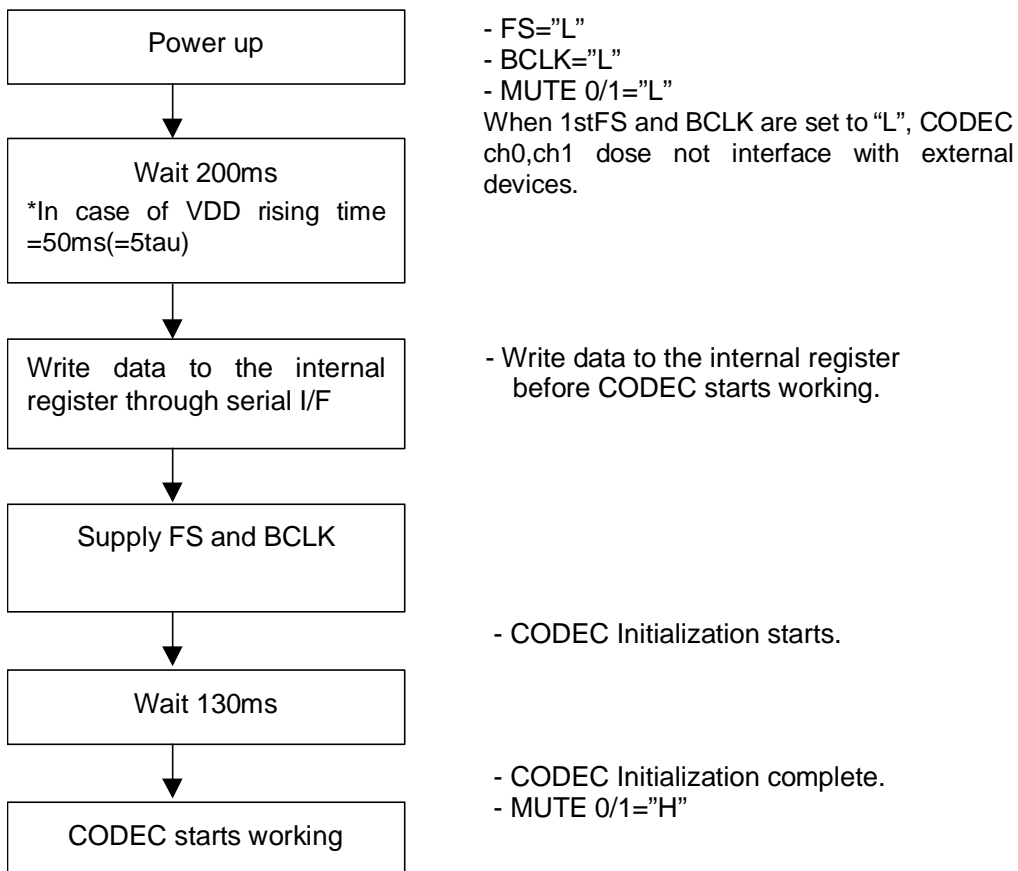 Power up
- FS=”L”
- BCLK=”L”
- MUTE 0/1=”L”
When 1stFS and BCLK are set to “L”, CODEC
ch0,ch1 dose not interface with external
devices.
Wait 200ms
*In case of VDD rising time
=50ms(=5tau)
Write data to the internal
register through serial I/F
- Write data to the internal register
before CODEC starts working.
Supply FS and BCLK
- CODEC Initialization starts.
Wait 130ms
- CODEC Initialization complete.
- MUTE 0/1=”H”
CODEC starts working